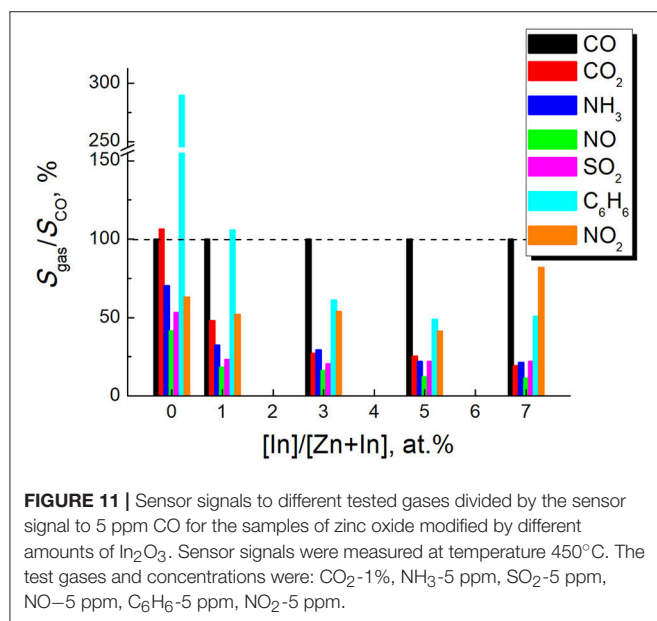 CO
CO₂
NH₃
NO
SO₂
C₆H₆
NO₂
S_gas/S_CO, %
300
250
150
100
50
0
0 1 2 3 4 5 6 7
[In]/[Zn+In], at.%
FIGURE 11 | Sensor signals to different tested gases divided by the sensor
signal to 5 ppm CO for the samples of zinc oxide modified by different
amounts of In₂O₃. Sensor signals were measured at temperature 450°C. The
test gases and concentrations were: CO₂-1%, NH₃-5 ppm, SO₂-5 ppm,
NO–5 ppm, C₆H₆-5 ppm, NO₂-5 ppm.